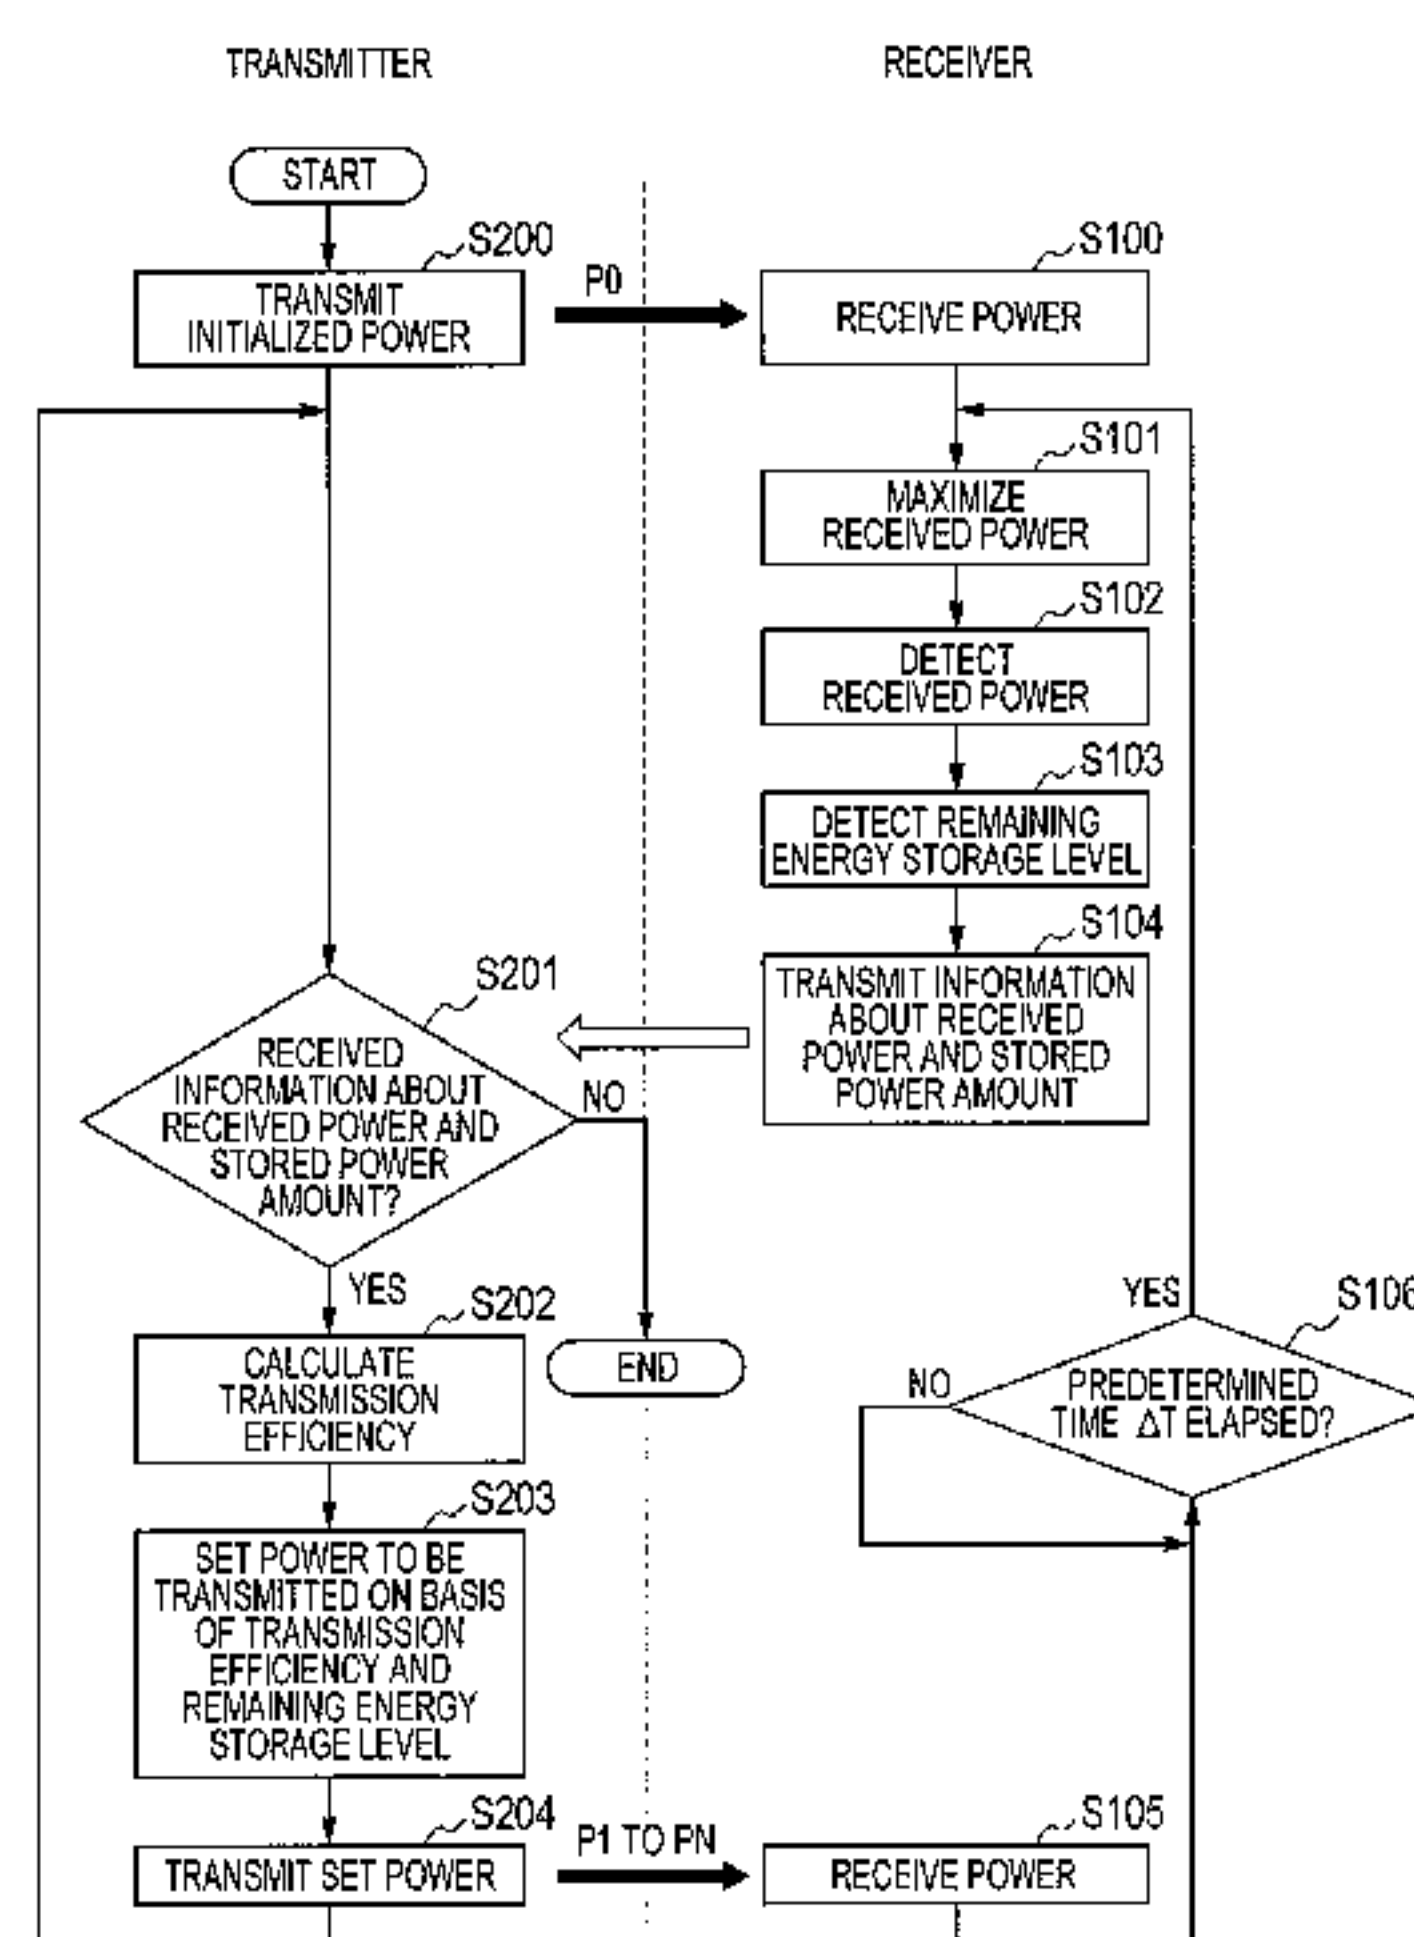 TRANSMITTER
RECEIVER
START
S200
TRANSMIT
INITIALIZED POWER
P0
S100
RECEIVE POWER
S101
MAXIMIZE
RECEIVED POWER
S102
DETECT
RECEIVED POWER
S103
DETECT REMAINING
ENERGY STORAGE LEVEL
S104
TRANSMIT INFORMATION
ABOUT RECEIVED
POWER AND STORED
POWER AMOUNT
S201
RECEIVED
INFORMATION ABOUT
RECEIVED POWER AND
STORED POWER
AMOUNT?
NO
YES
END
S202
CALCULATE
TRANSMISSION
EFFICIENCY
YES
S106
NO
PREDETERMINED
TIME ΔT ELAPSED?
S203
SET POWER TO BE
TRANSMITTED ON BASIS
OF TRANSMISSION
EFFICIENCY AND
REMAINING ENERGY
STORAGE LEVEL
S204
TRANSMIT SET POWER
P1 TO PN
S105
RECEIVE POWER